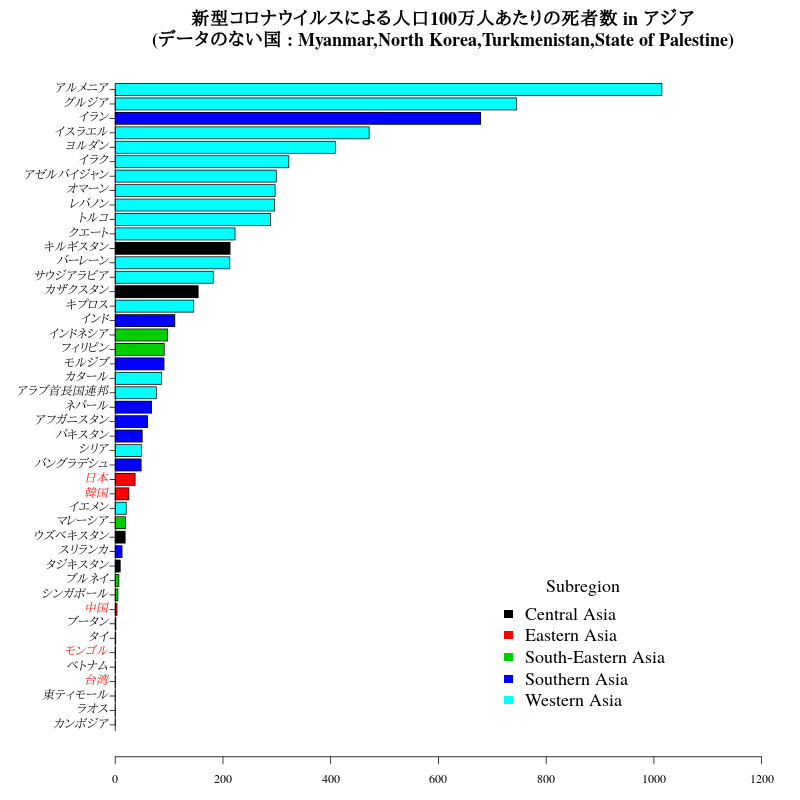 新型コロナウイルスによる人口100万人あたりの死者数 in アジア
(データのない国 : Myanmar,North Korea,Turkmenistan,State of Palestine)
アルメニア
グルジア
イラン
イスラエル
ヨルダン
イラク
アゼルバイジャン
オマーン
レバノン
トルコ
クエート
キルギスタン
バーレーン
サウジアラビア
カザクスタン
キプロス
インド
インドネシア
フィリピン
モルジブ
カタール
アラブ首長国連邦
ネパール
アフガニスタン
パキスタン
シリア
バングラデシュ
日本
韓国
イエメン
マレーシア
ウズベキスタン
スリランカ
タジキスタン
ブルネイ
シンガポール
中国
ブータン
タイ
モンゴル
ベトナム
台湾
東ティモール
ラオス
カンボジア
Subregion
Central Asia
Eastern Asia
South-Eastern Asia
Southern Asia
Western Asia
0 200 400 600 800 1000 1200